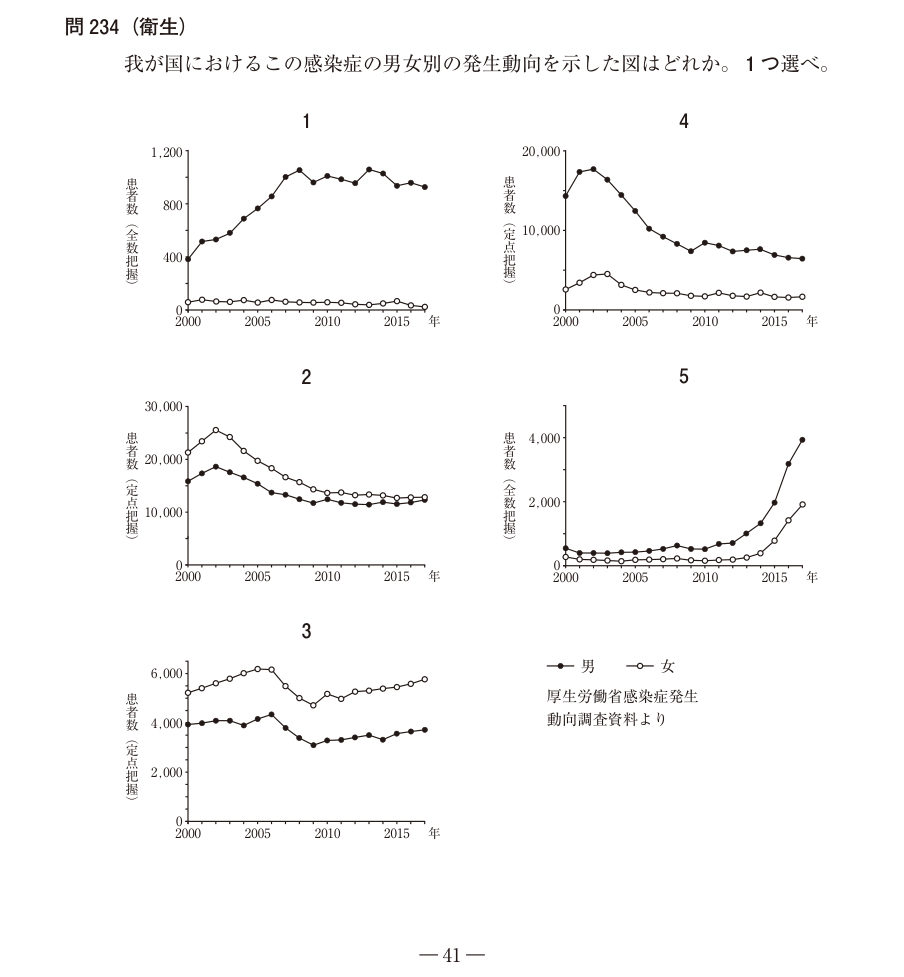 問 234（衛生）
我が国におけるこの感染症の男女別の発生動向を示した図はどれか。1つ選べ。
1
1,200
800
400
0
患者数（全数把握）
2000 2005 2010 2015 年
4
20,000
10,000
0
患者数（定点把握）
2000 2005 2010 2015 年
2
30,000
20,000
10,000
0
患者数（定点把握）
2000 2005 2010 2015 年
5
4,000
2,000
0
患者数（全数把握）
2000 2005 2010 2015 年
3
6,000
4,000
2,000
0
患者数（定点把握）
2000 2005 2010 2015 年
男 女
厚生労働省感染症発生
動向調査資料より
― 41 ―